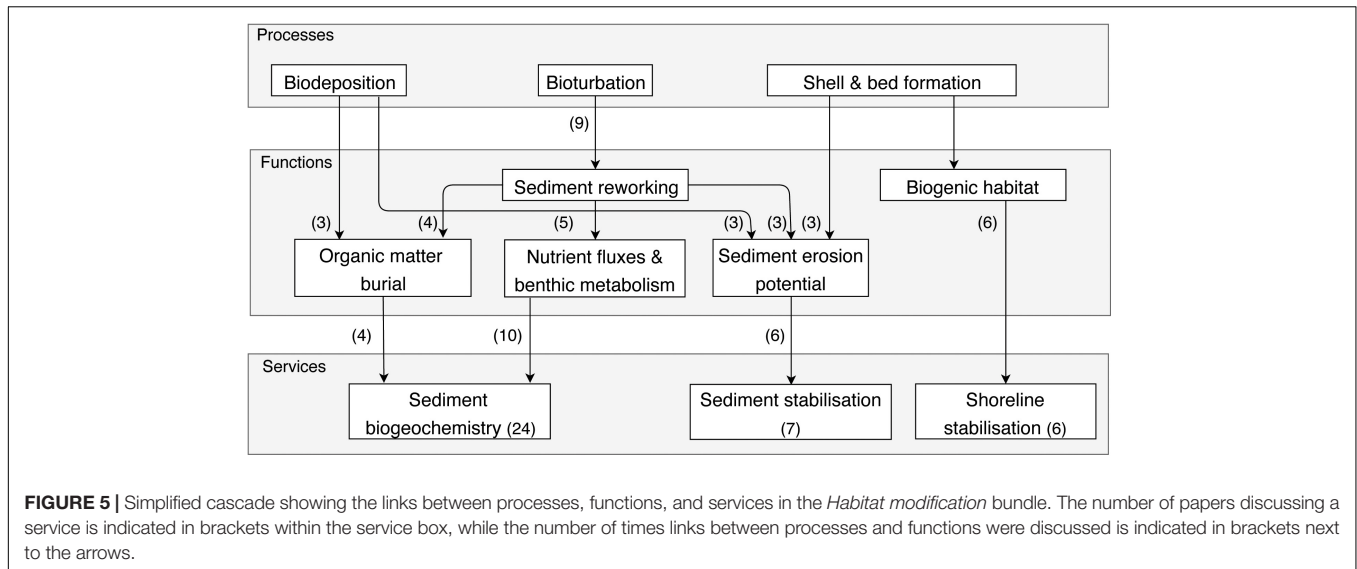 Processes
Biodeposition
Bioturbation
Shell & bed formation
(9)
Functions
Sediment reworking
Biogenic habitat
(3)
(4)
(5)
(3)
(3)
(3)
(6)
Organic matter
burial
Nutrient fluxes &
benthic metabolism
Sediment erosion
potential
(4)
(10)
(6)
Services
Sediment
biogeochemistry (24)
Sediment stabilisation
(7)
Shoreline
stabilisation (6)
FIGURE 5 | Simplified cascade showing the links between processes, functions, and services in the Habitat modification bundle. The number of papers discussing a
service is indicated in brackets within the service box, while the number of times links between processes and functions were discussed is indicated in brackets next
to the arrows.